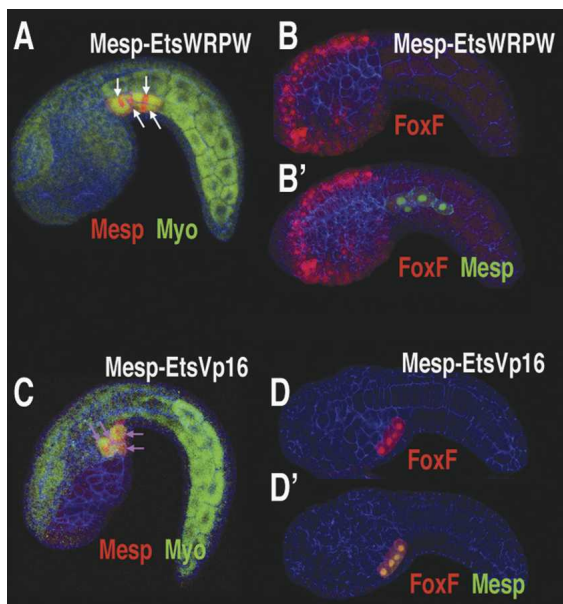 A
Mesp-EtsWRPW
Mesp Myo
B
Mesp-EtsWRPW
FoxF
B'
FoxF Mesp
C
Mesp-EtsVp16
Mesp Myo
D
Mesp-EtsVp16
FoxF
D'
FoxF Mesp